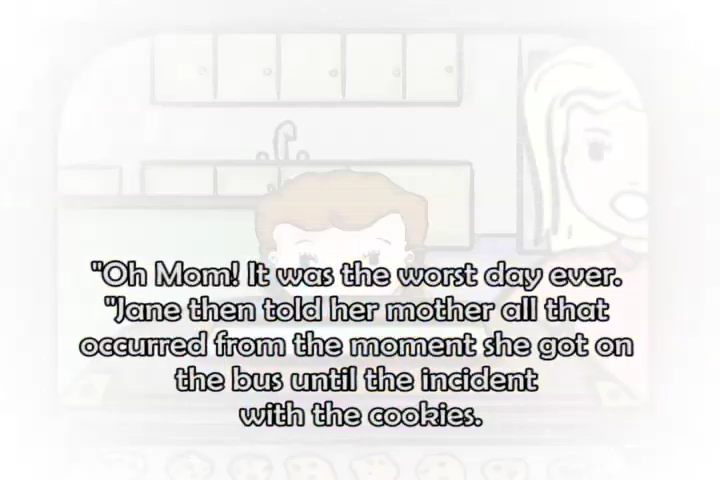 "Oh Mom! It was the worst day ever.
"Jane then told her mother all that
occurred from the moment she got on
the bus until the incident
with the cookies.